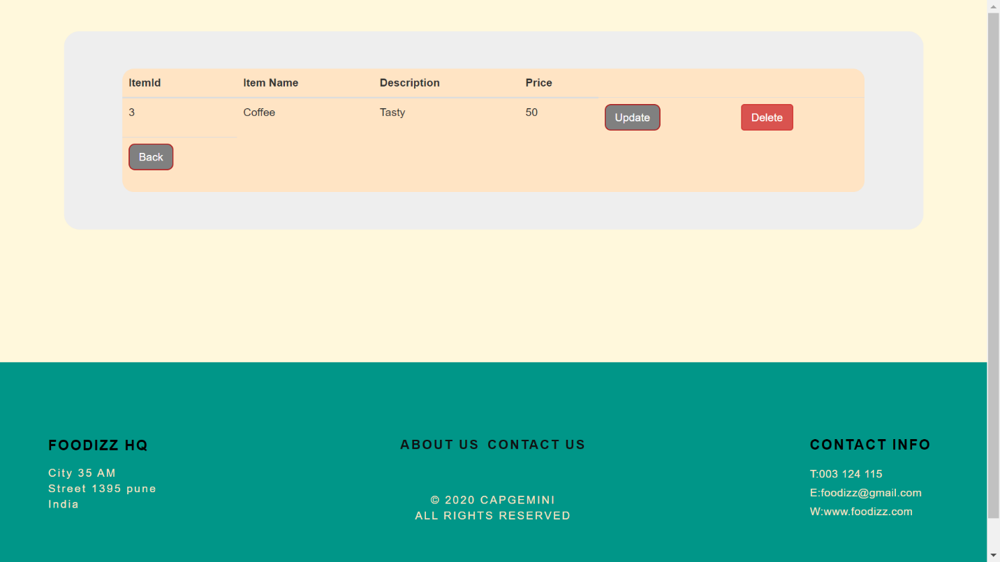 ItemId Item Name Description Price
3 Coffee Tasty 50 Update Delete
Back
FOODIZZ HQ
City 35 AM
Street 1395 pune
India
ABOUT US CONTACT US
© 2020 CAPGEMINI
ALL RIGHTS RESERVED
CONTACT INFO
T:003 124 115
E:foodizz@gmail.com
W:www.foodizz.com